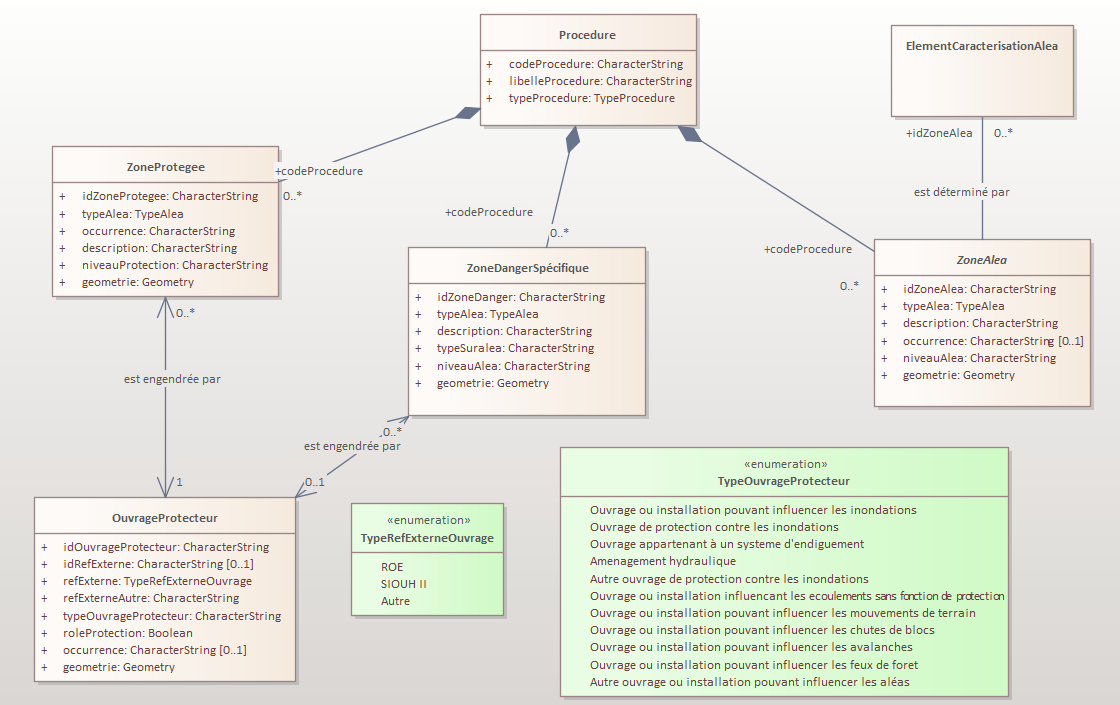 Procedure
+ codeProcedure: CharacterString
+ libelleProcedure: CharacterString
+ typeProcedure: TypeProcedure
ElementCaracterisationAlea
+idZoneAlea 0..*
est déterminé par
ZoneProtegee
+ idZoneProtegee: CharacterString
+ typeAlea: TypeAlea
+ occurrence: CharacterString
+ description: CharacterString
+ niveauProtection: CharacterString
+ geometrie: Geometry
+codeProcedure
0..*
+codeProcedure
0..*
+codeProcedure
0..*
ZoneDangerSpécifique
+ idZoneDanger: CharacterString
+ typeAlea: TypeAlea
+ description: CharacterString
+ typeSuralea: CharacterString
+ niveauAlea: CharacterString
+ geometrie: Geometry
ZoneAlea
+ idZoneAlea: CharacterString
+ typeAlea: TypeAlea
+ description: CharacterString
+ occurrence: CharacterString [0..1]
+ niveauAlea: CharacterString
+ geometrie: Geometry
0..*
est engendrée par
1
0..*
est engendrée par
0..1
OuvrageProtecteur
+ idOuvrageProtecteur: CharacterString
+ idRefExterne: CharacterString [0..1]
+ refExterne: TypeRefExterneOuvrage
+ refExterneAutre: CharacterString
+ typeOuvrageProtecteur: CharacterString
+ roleProtection: Boolean
+ occurrence: CharacterString [0..1]
+ geometrie: Geometry
«enumeration»
TypeRefExterneOuvrage
ROE
SIOUH II
Autre
«enumeration»
TypeOuvrageProtecteur
Ouvrage ou installation pouvant influencer les inondations
Ouvrage de protection contre les inondations
Ouvrage appartenant à un systeme d'endiguement
Amenagement hydraulique
Autre ouvrage de protection contre les inondations
Ouvrage ou installation influencant les ecoulements sans fonction de protection
Ouvrage ou installation pouvant influencer les mouvements de terrain
Ouvrage ou installation pouvant influencer les chutes de blocs
Ouvrage ou installation pouvant influencer les avalanches
Ouvrage ou installation pouvant influencer les feux de foret
Autre ouvrage ou installation pouvant influencer les aléas